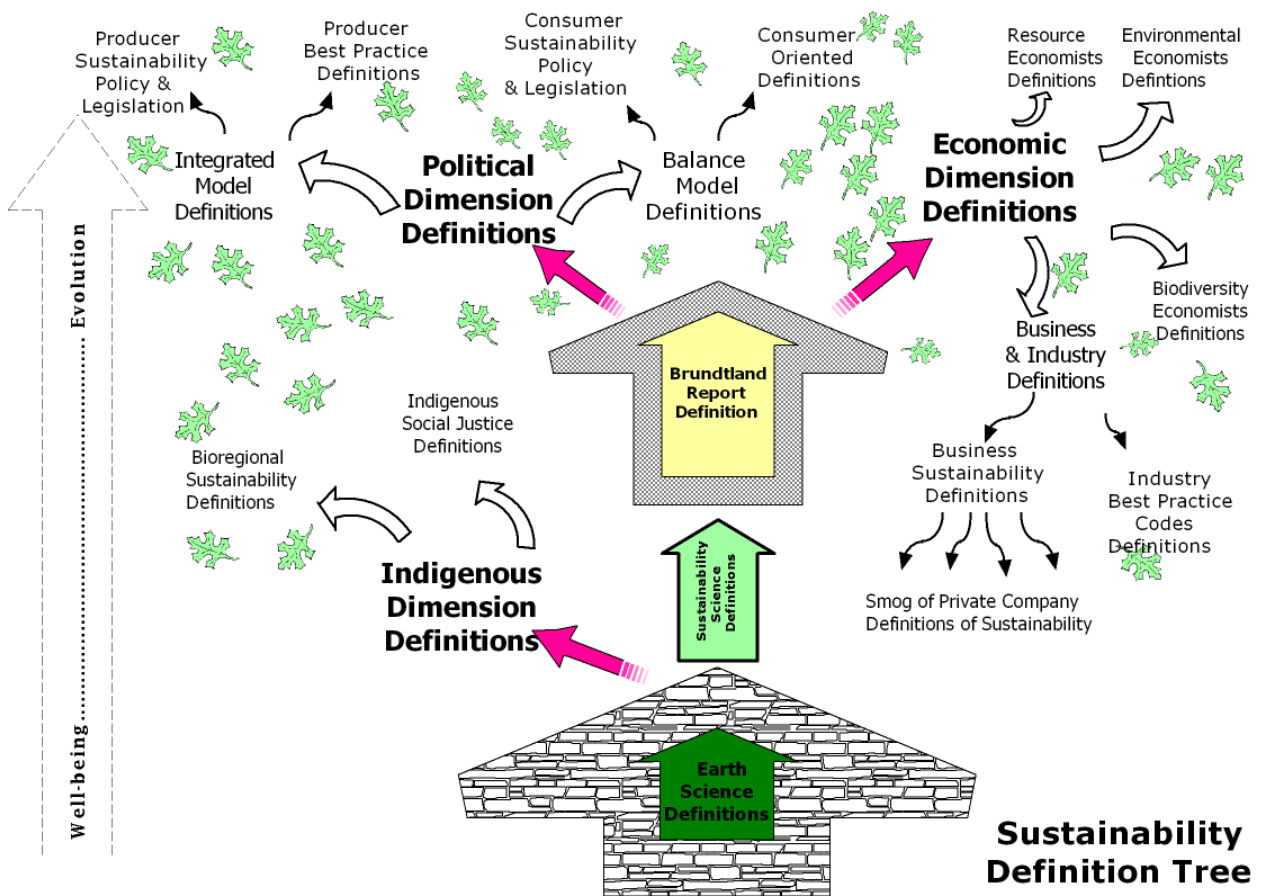 Producer
Sustainability
Policy &
Legislation
Producer
Best Practice
Definitions
Consumer
Sustainability
Policy
& Legislation
Consumer
Oriented
Definitions
Resource
Economists
Definitions
Environmental
Economists
Defintions
Integrated
Model
Definitions
Political
Dimension
Definitions
Balance
Model
Definitions
Economic
Dimension
Definitions
Biodiversity
Economists
Definitions
Business
& Industry
Definitions
Brundtland
Report
Definition
Indigenous
Social Justice
Definitions
Bioregional
Sustainability
Definitions
Business
Sustainability
Definitions
Industry
Best Practice
Codes
Definitions
Sustainability
Science
Definitions
Indigenous
Dimension
Definitions
Smog of Private Company
Definitions of Sustainability
Earth
Science
Definitions
Well-being......................... Evolution
Sustainability
Definition Tree